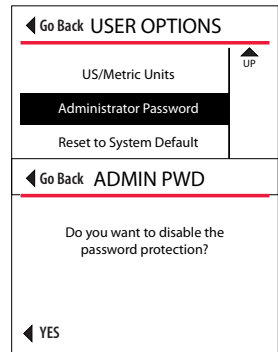 Go Back USER OPTIONS
UP
US/Metric Units
Administrator Password
Reset to System Default
Go Back ADMIN PWD
Do you want to disable the
password protection?
YES